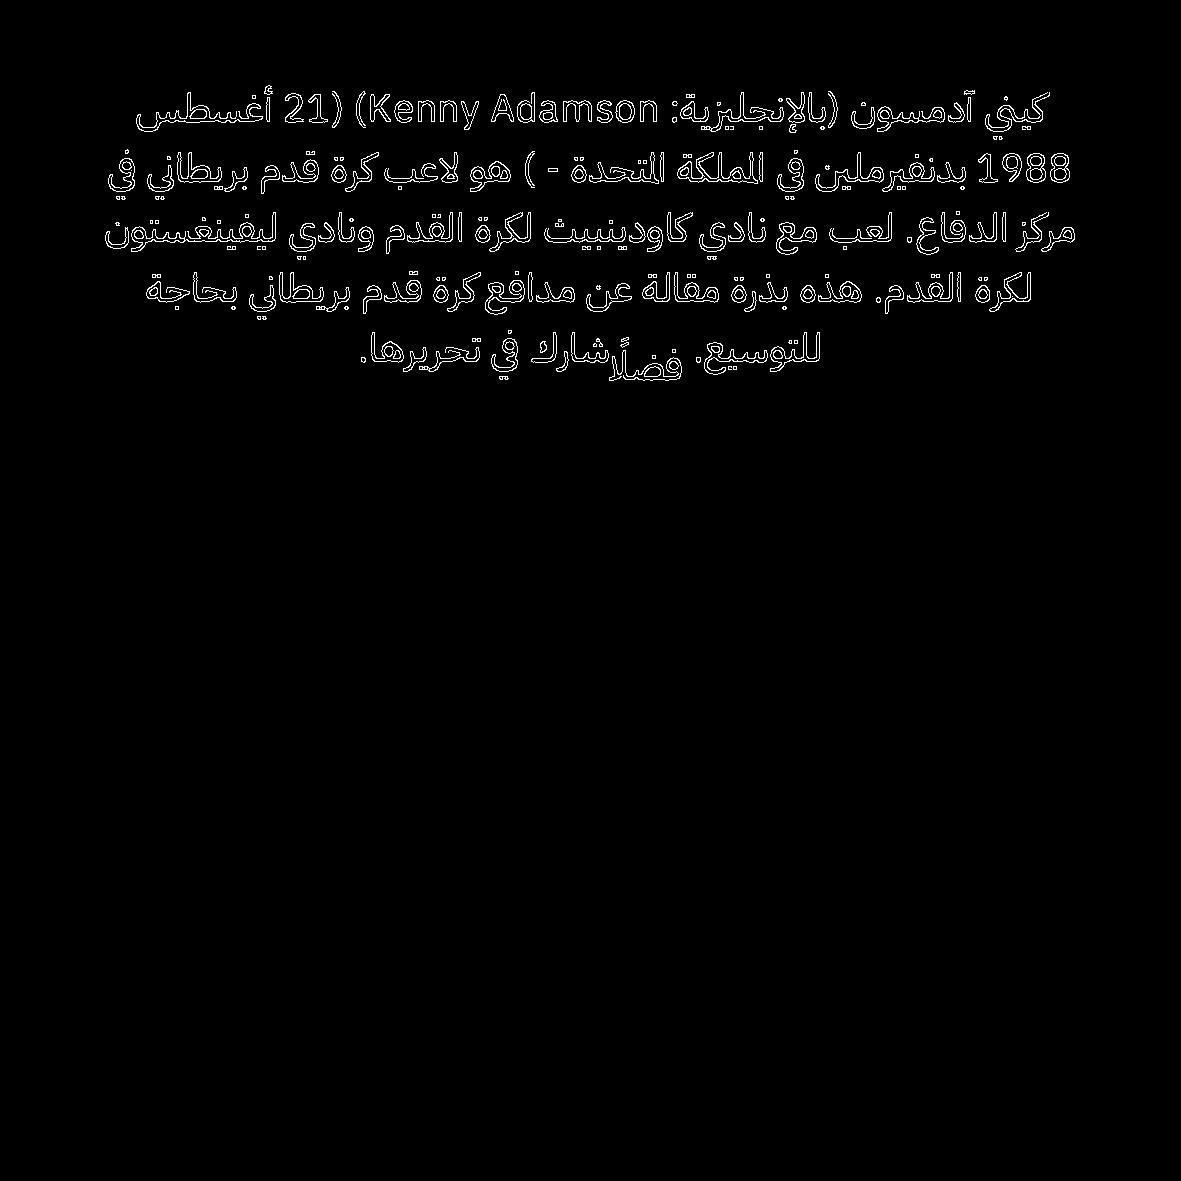 كيني آدمسون (بالإنجليزية: Kenny Adamson) (21 أغسطس
1988 بدنفيرملين في المملكة المتحدة - ) هو لاعب كرة قدم بريطاني في
مركز الدفاع. لعب مع نادي كاودينبيث لكرة القدم ونادي ليفينغستون
لكرة القدم. هذه بذرة مقالة عن مدافع كرة قدم بريطاني بحاجة
للتوسيع. فضلًا شارك في تحريرها.